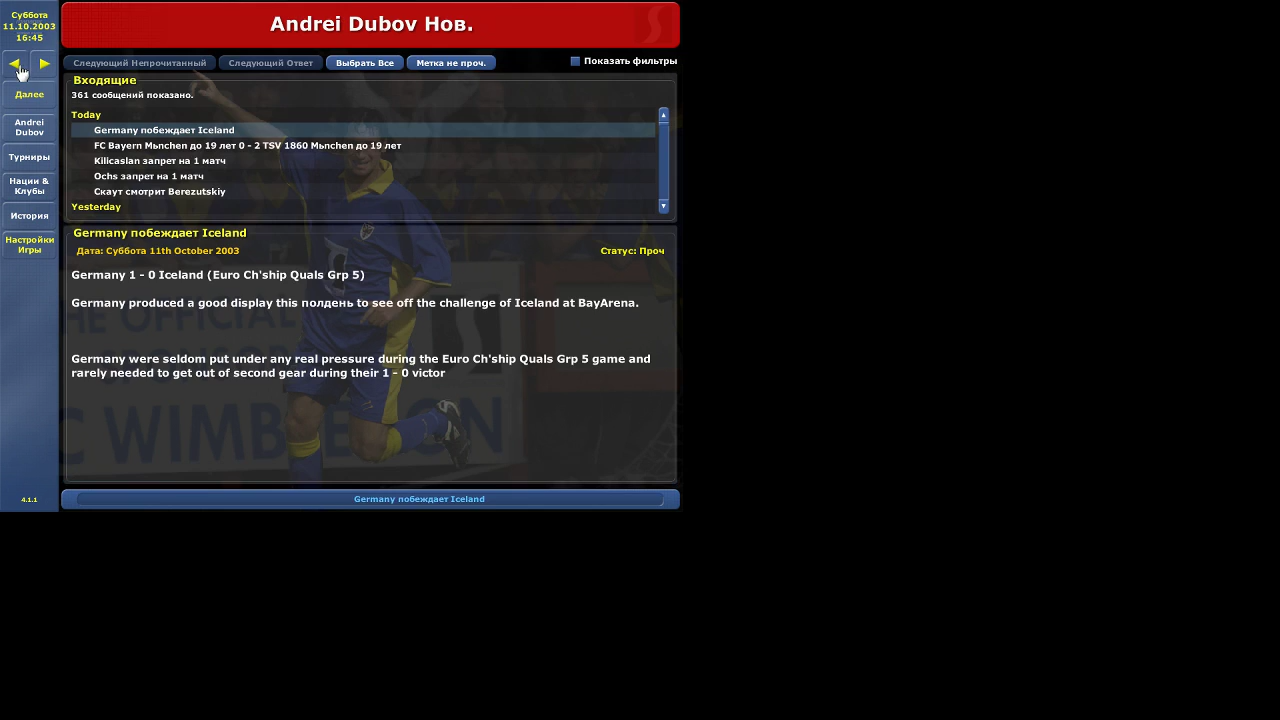 Суббота
11.10.2003
16:45
Далее
Andrei
Dubov
Турниры
Нации &
Клубы
История
Настройки
Игры
4.1.1
Andrei Dubov Нов.
Следующий Непрочитанный
Следующий Ответ
Выбрать Все
Метка не проч.
Показать фильтры
Входящие
361 сообщений показано.
Today
Germany побеждает Iceland
FC Bayern Mьnchen до 19 лет 0 - 2 TSV 1860 Mьnchen до 19 лет
Kilicaslan запрет на 1 матч
Ochs запрет на 1 матч
Скаут смотрит Berezutskiy
Yesterday
Germany побеждает Iceland
Дата: Суббота 11th October 2003
Статус: Проч
Germany 1 - 0 Iceland (Euro Ch'ship Quals Grp 5)
Germany produced a good display this полдень to see off the challenge of Iceland at BayArena.
Germany were seldom put under any real pressure during the Euro Ch'ship Quals Grp 5 game and
rarely needed to get out of second gear during their 1 - 0 victor
THE OFFICIAL
SPONSOR
Germany побеждает Iceland